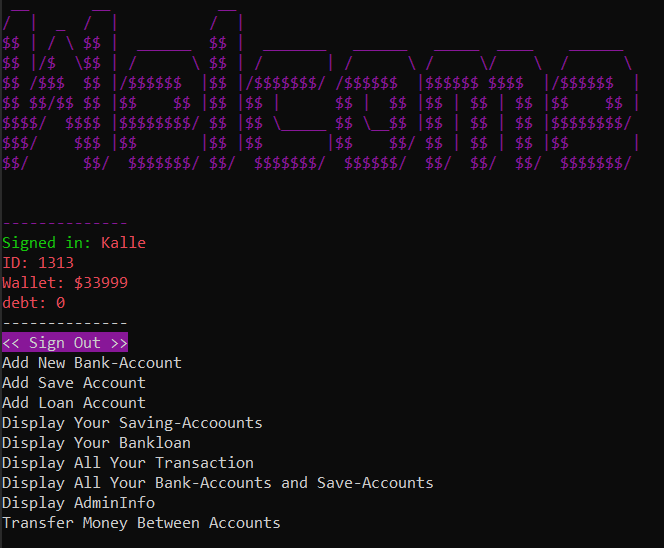 Welcome
--------------
Signed in: Kalle
ID: 1313
Wallet: $33999
debt: 0
--------------
<< Sign Out >>
Add New Bank-Account
Add Save Account
Add Loan Account
Display Your Saving-Accoounts
Display Your Bankloan
Display All Your Transaction
Display All Your Bank-Accounts and Save-Accounts
Display AdminInfo
Transfer Money Between Accounts